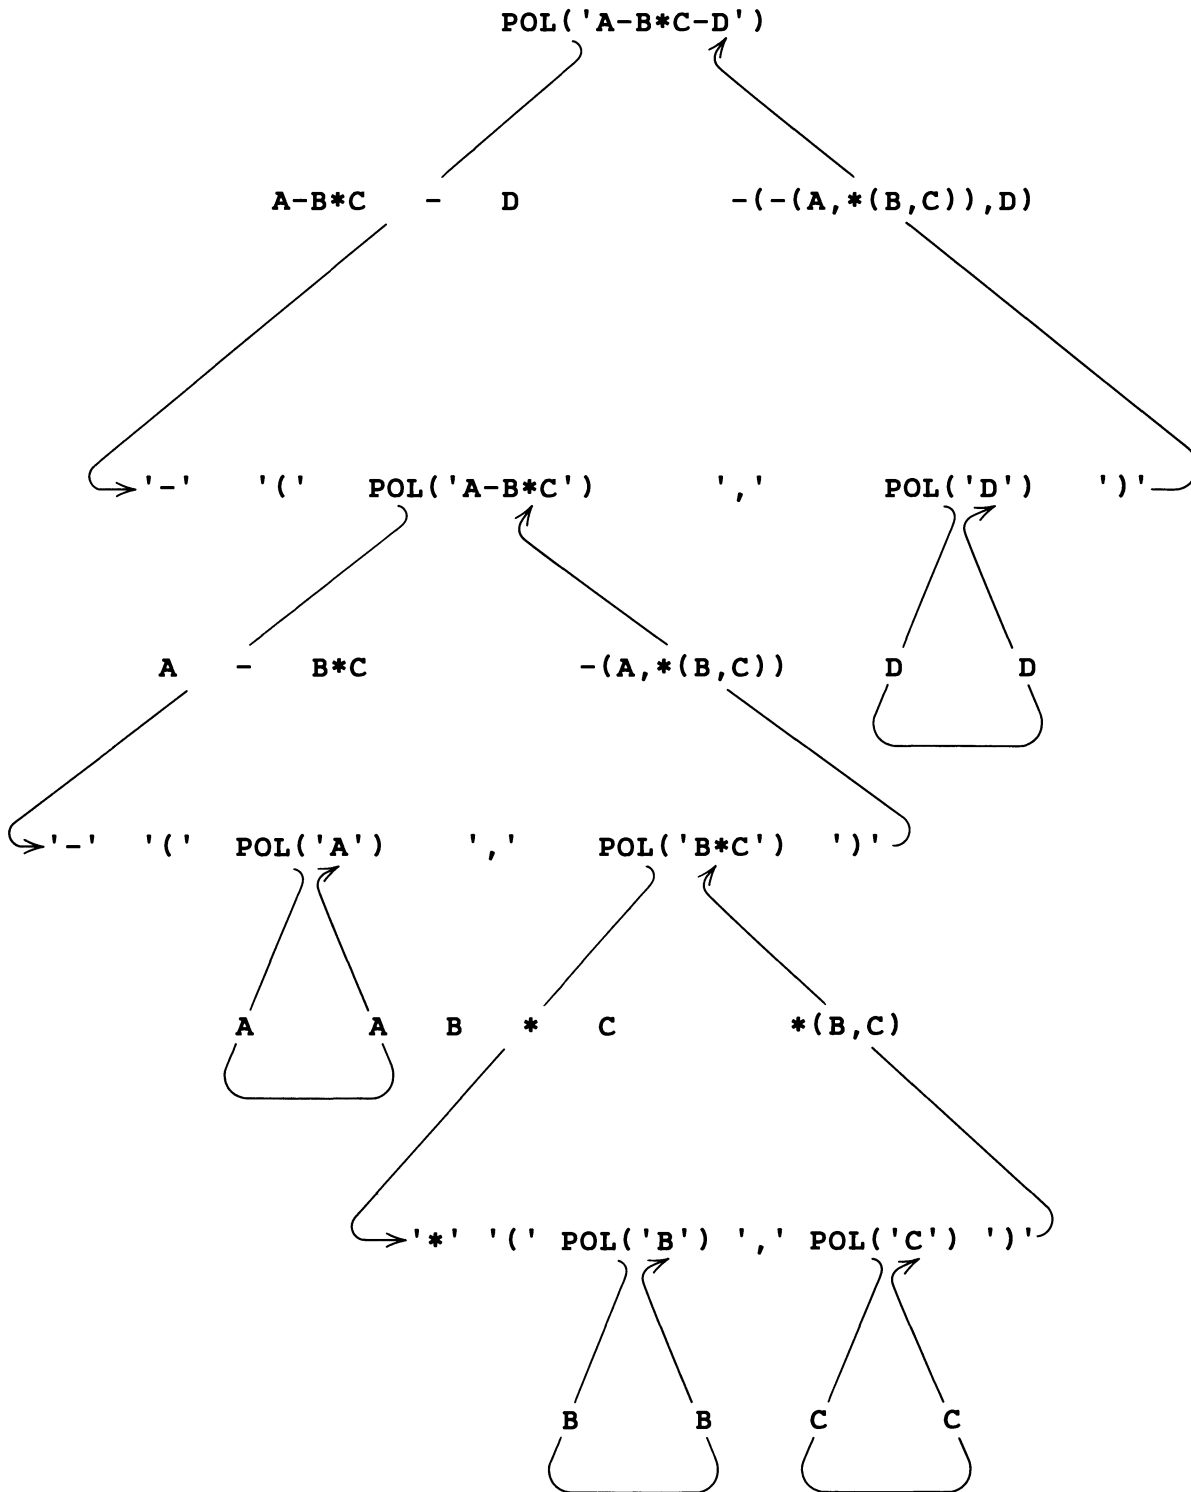 POL('A-B*C-D')
A-B*C - D -(-(A,*(B,C)),D)
'-' '(' POL('A-B*C') ',' POL('D') ')'
A - B*C -(A,*(B,C)) D D
'-' '(' POL('A') ',' POL('B*C') ')'
A A B * C *(B,C)
'*' '(' POL('B') ',' POL('C') ')'
B B C C